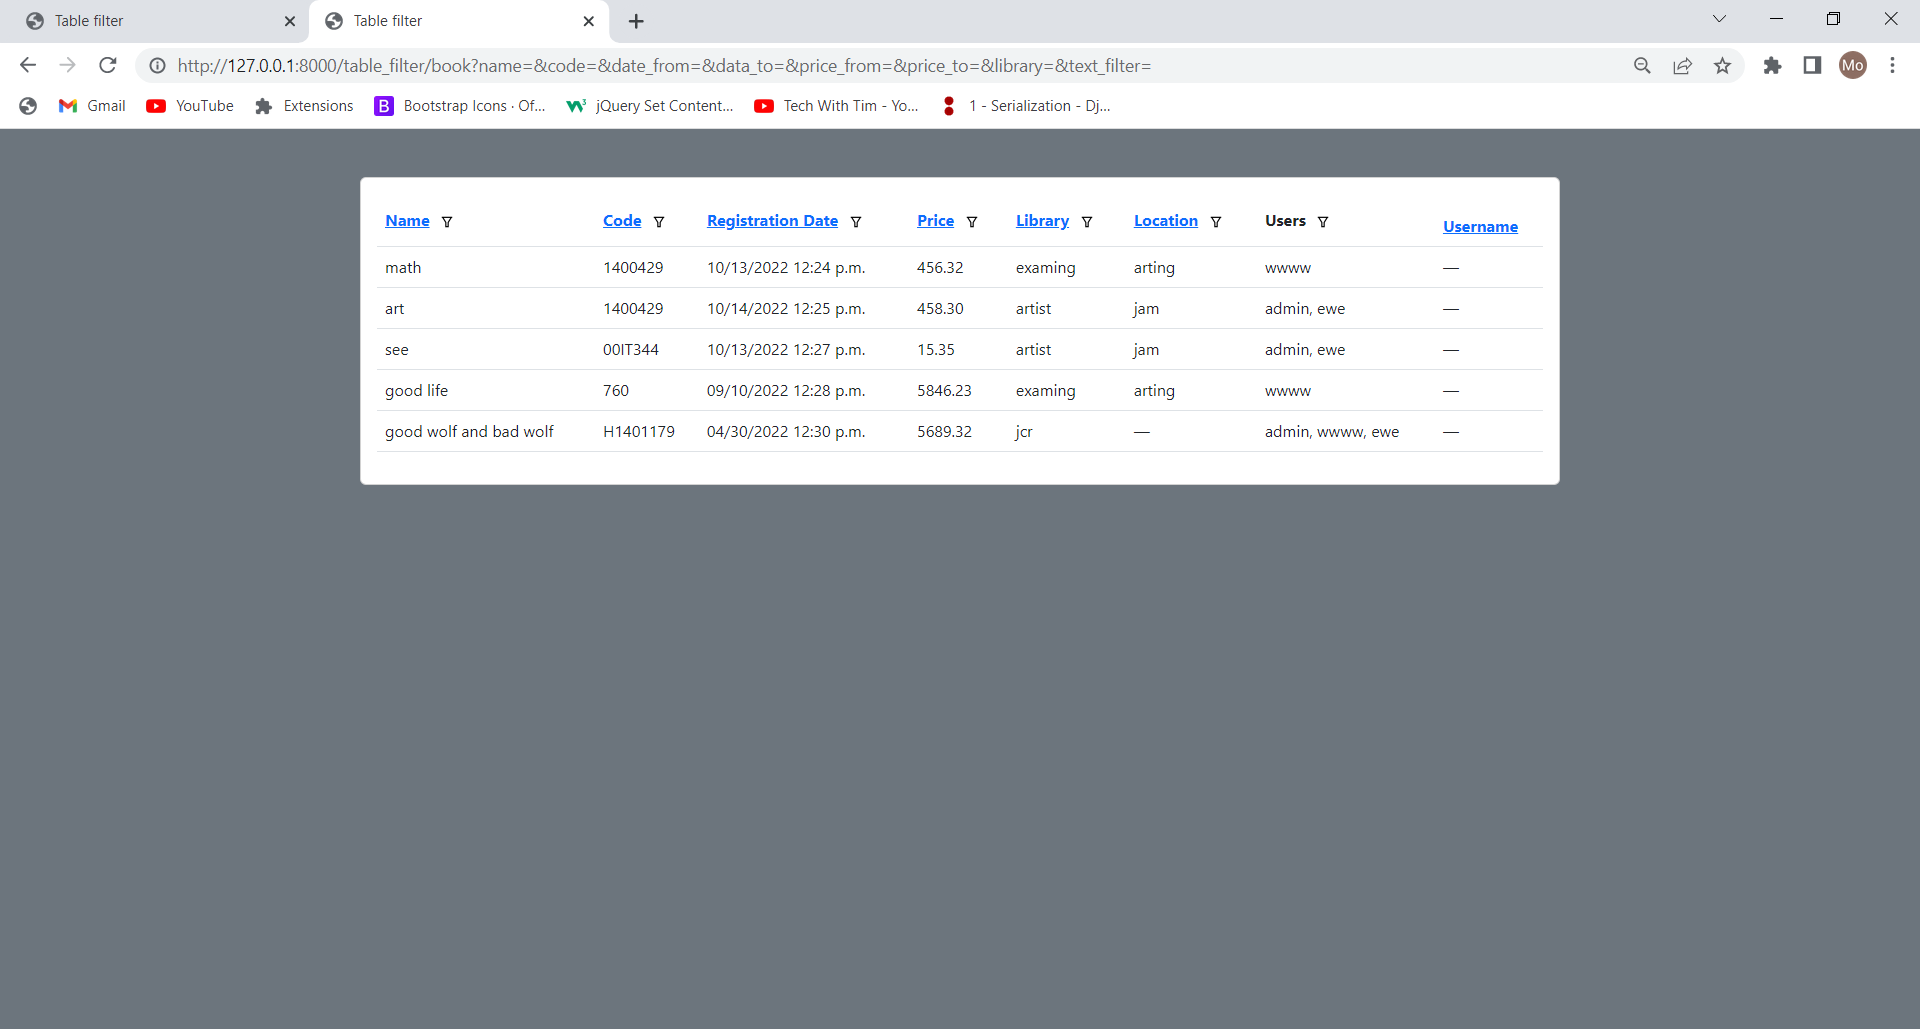 Table filter
Table filter
http://127.0.0.1:8000/table_filter/book?name=&code=&date_from=&data_to=&price_from=&price_to=&library=&text_filter=
Mo
Gmail YouTube Extensions B Bootstrap Icons · Of... W3 jQuery Set Content... Tech With Tim - Yo... 1 - Serialization - Dj...
Name Code Registration Date Price Library Location Users Username
math 1400429 10/13/2022 12:24 p.m. 456.32 examing arting wwww —
art 1400429 10/14/2022 12:25 p.m. 458.30 artist jam admin, ewe —
see 00IT344 10/13/2022 12:27 p.m. 15.35 artist jam admin, ewe —
good life 760 09/10/2022 12:28 p.m. 5846.23 examing arting wwww —
good wolf and bad wolf H1401179 04/30/2022 12:30 p.m. 5689.32 jcr — admin, wwww, ewe —